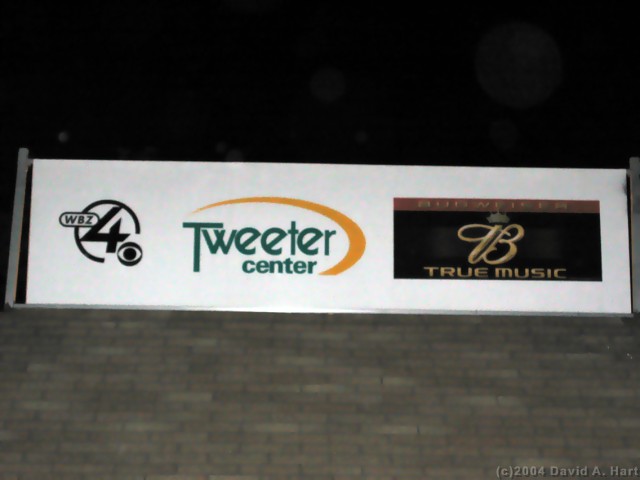 WBZ 4
Tweeter
center
BUDWEISER
B
TRUE MUSIC
(c)2004 David A. Hart